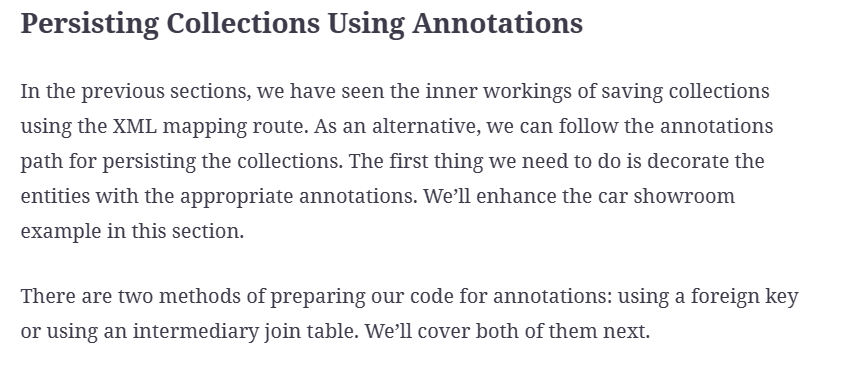 Persisting Collections Using Annotations
In the previous sections, we have seen the inner workings of saving collections
using the XML mapping route. As an alternative, we can follow the annotations
path for persisting the collections. The first thing we need to do is decorate the
entities with the appropriate annotations. We’ll enhance the car showroom
example in this section.
There are two methods of preparing our code for annotations: using a foreign key
or using an intermediary join table. We’ll cover both of them next.